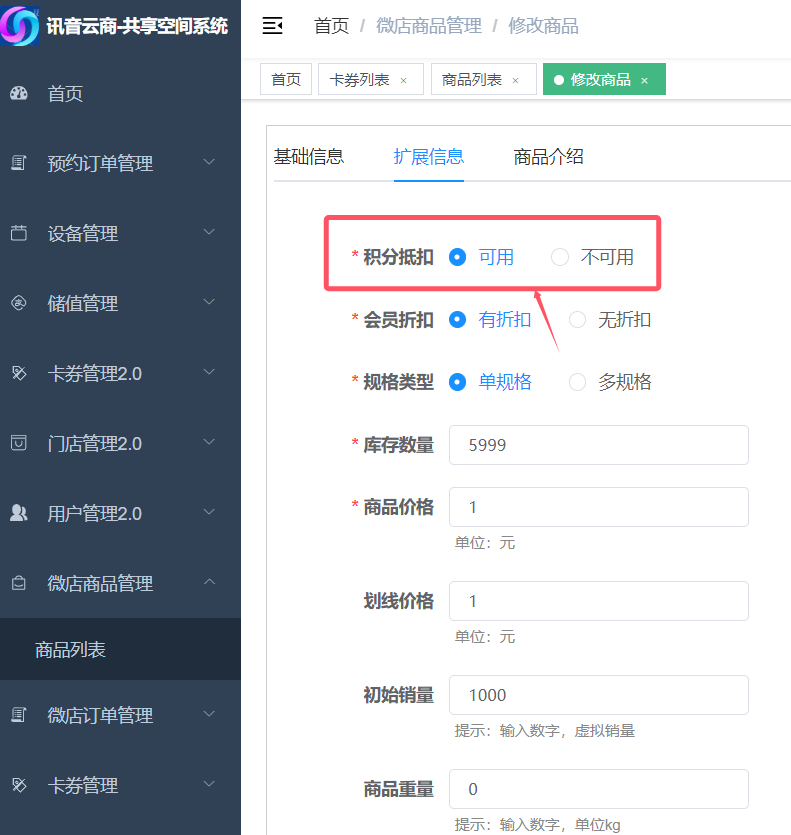 讯音云商-共享空间系统
首页
预约订单管理
设备管理
储值管理
卡券管理2.0
门店管理2.0
用户管理2.0
微店商品管理
商品列表
微店订单管理
卡券管理
首页 / 微店商品管理 / 修改商品
首页 卡券列表 × 商品列表 × 修改商品 ×
基础信息 扩展信息 商品介绍
* 积分抵扣 可用 不可用
* 会员折扣 有折扣 无折扣
* 规格类型 单规格 多规格
* 库存数量 5999
* 商品价格 1
单位：元
划线价格 1
单位：元
初始销量 1000
提示：输入数字，虚拟销量
商品重量 0
提示：输入数字，单位kg